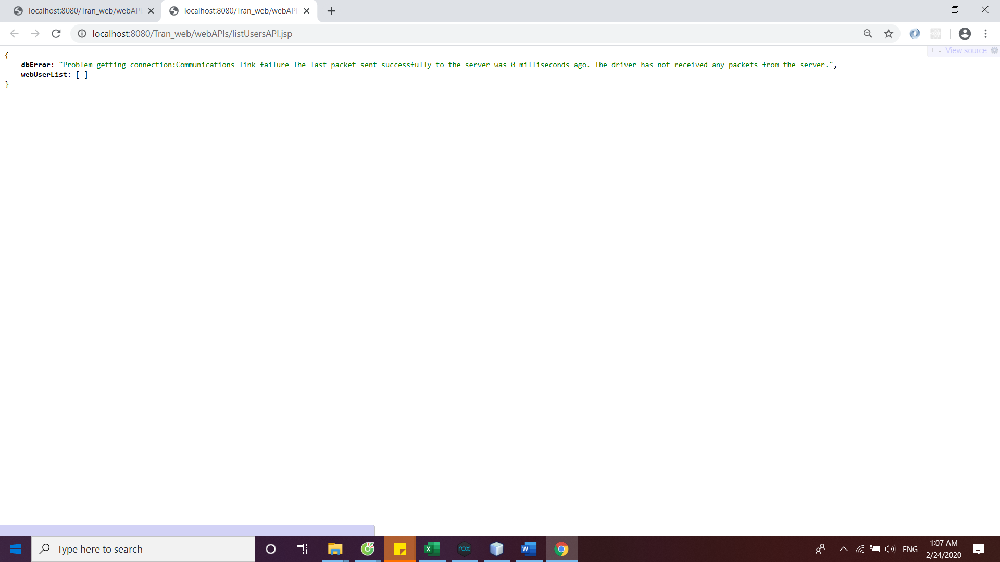 localhost:8080/Tran_web/webAPI
localhost:8080/Tran_web/webAPI
localhost:8080/Tran_web/webAPIs/listUsersAPI.jsp
+ - View source
{
dbError: "Problem getting connection:Communications link failure The last packet sent successfully to the server was 0 milliseconds ago. The driver has not received any packets from the server.",
webUserList: [ ]
}
Type here to search
nox
ENG
1:07 AM
2/24/2020